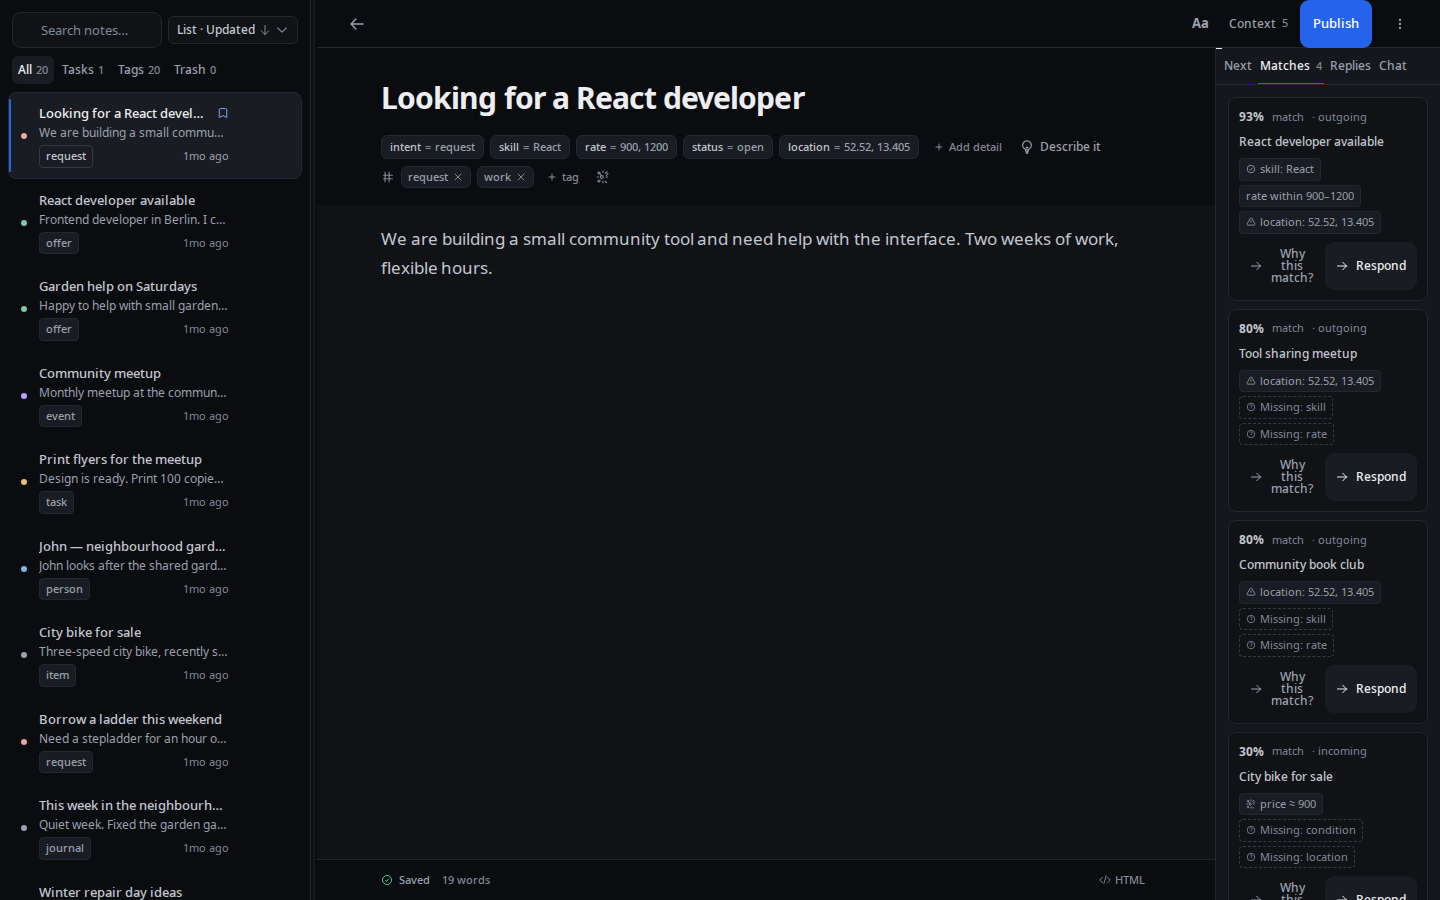 Search notes...
List · Updated ↓
All 20 Tasks 1 Tags 20 Trash 0
Looking for a React devel...
We are building a small commu...
request 1mo ago
React developer available
Frontend developer in Berlin. I c...
offer 1mo ago
Garden help on Saturdays
Happy to help with small garden...
offer 1mo ago
Community meetup
Monthly meetup at the commun...
event 1mo ago
Print flyers for the meetup
Design is ready. Print 100 copie...
task 1mo ago
John — neighbourhood gard...
John looks after the shared gard...
person 1mo ago
City bike for sale
Three-speed city bike, recently s...
item 1mo ago
Borrow a ladder this weekend
Need a stepladder for an hour o...
request 1mo ago
This week in the neighbourh...
Quiet week. Fixed the garden ga...
journal 1mo ago
Winter repair day ideas
Aa Context 5 Publish
Looking for a React developer
intent = request skill = React rate = 900, 1200 status = open location = 52.52, 13.405 + Add detail Describe it
# request × work × + tag
We are building a small community tool and need help with the interface. Two weeks of work,
flexible hours.
Saved 19 words
</> HTML
Next Matches 4 Replies Chat
93% match · outgoing
React developer available
skill: React
rate within 900–1200
location: 52.52, 13.405
Why
this
match?
Respond
80% match · outgoing
Tool sharing meetup
location: 52.52, 13.405
Missing: skill
Missing: rate
Why
this
match?
Respond
80% match · outgoing
Community book club
location: 52.52, 13.405
Missing: skill
Missing: rate
Why
this
match?
Respond
30% match · incoming
City bike for sale
price ≈ 900
Missing: condition
Missing: location
Why
this
Respond